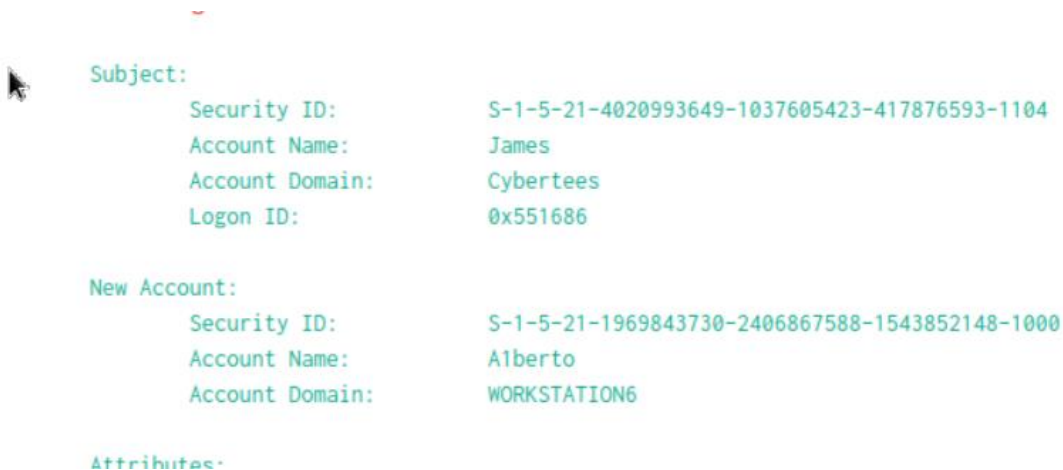 Subject:
Security ID: S-1-5-21-4020993649-1037605423-417876593-1104
Account Name: James
Account Domain: Cybertees
Logon ID: 0x551686
New Account:
Security ID: S-1-5-21-1969843730-2406867588-1543852148-1000
Account Name: A1berto
Account Domain: WORKSTATION6
Attributes: